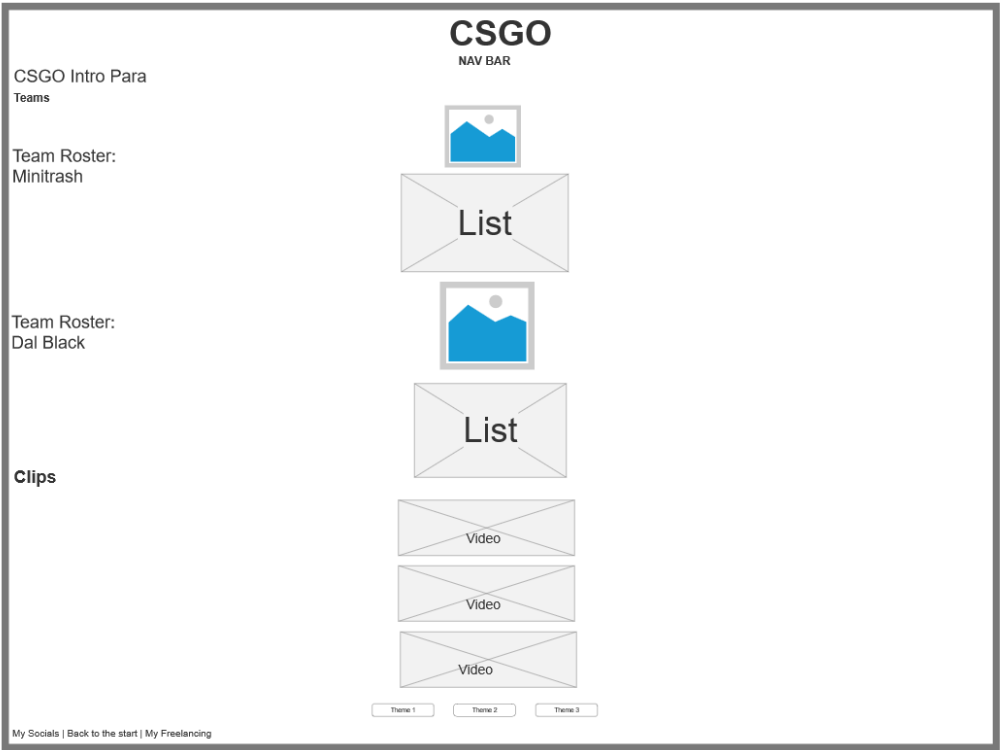 CSGO
NAV BAR
CSGO Intro Para
Teams
Team Roster:
Minitrash
List
Team Roster:
Dal Black
List
Clips
Video
Video
Video
Theme 1
Theme 2
Theme 3
My Socials | Back to the start | My Freelancing